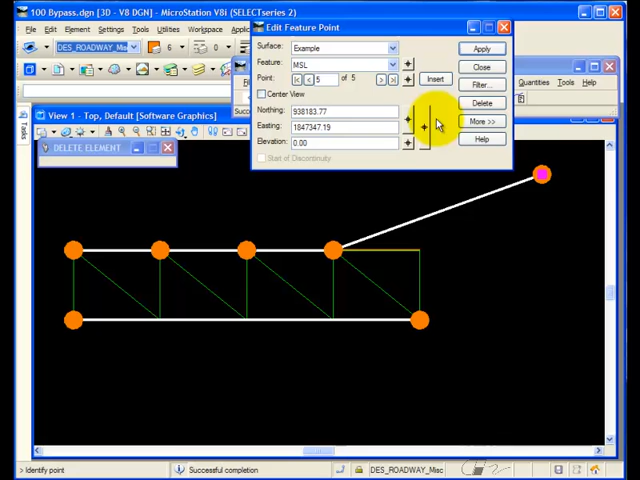 100 Bypass.dgn [3D - V8 DGN] - MicroStation V8i (SELECTseries 2)
File Edit Element Settings Tools Utilities Workspace
DES_ROADWAY_Misc 6
Edit Feature Point
Surface: Example
Feature: MSL
Point: 5 of 5
Center View
Northing: 938183.77
Easting: 1847347.19
Elevation: 0.00
Start of Discontinuity
Insert
Apply
Close
Filter...
Delete
More >>
Help
Quantities Tools Help
Tasks
View 1 - Top, Default [Software Graphics]
DELETE ELEMENT
> Identify point
Successful completion
DES_ROADWAY_Misc